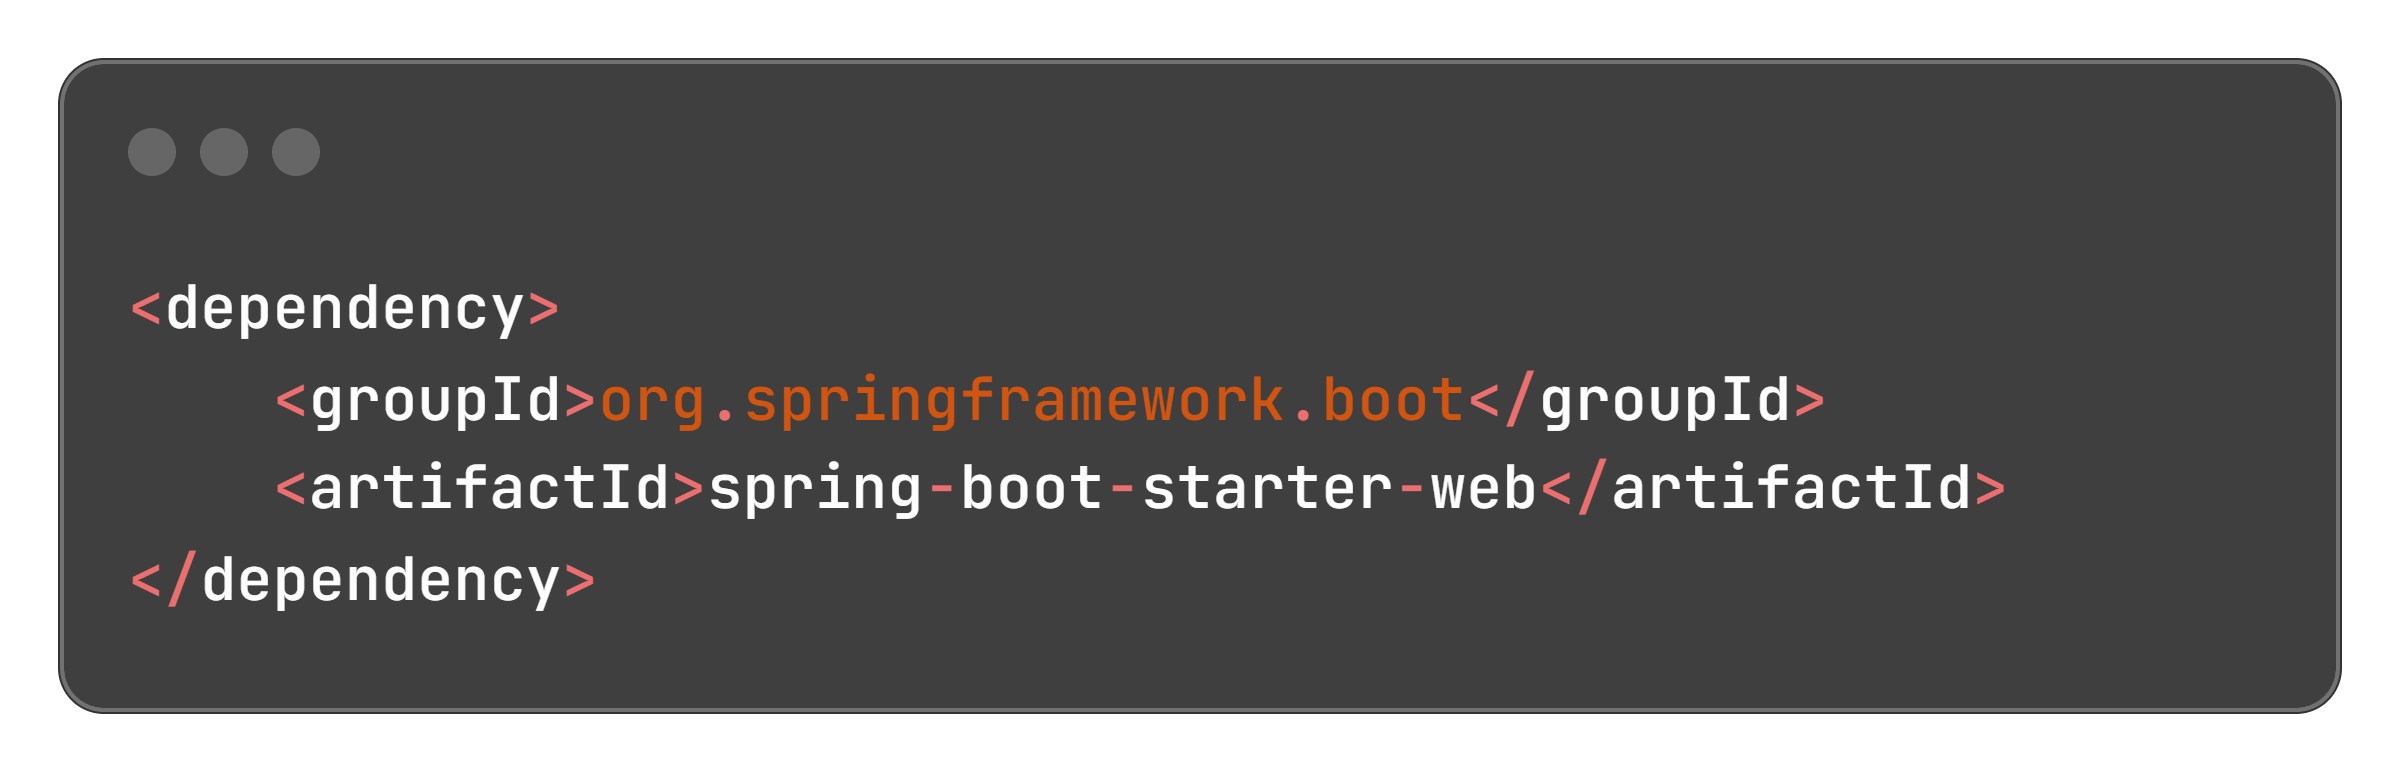 <dependency>
    <groupId>org.springframework.boot</groupId>
    <artifactId>spring-boot-starter-web</artifactId>
</dependency>